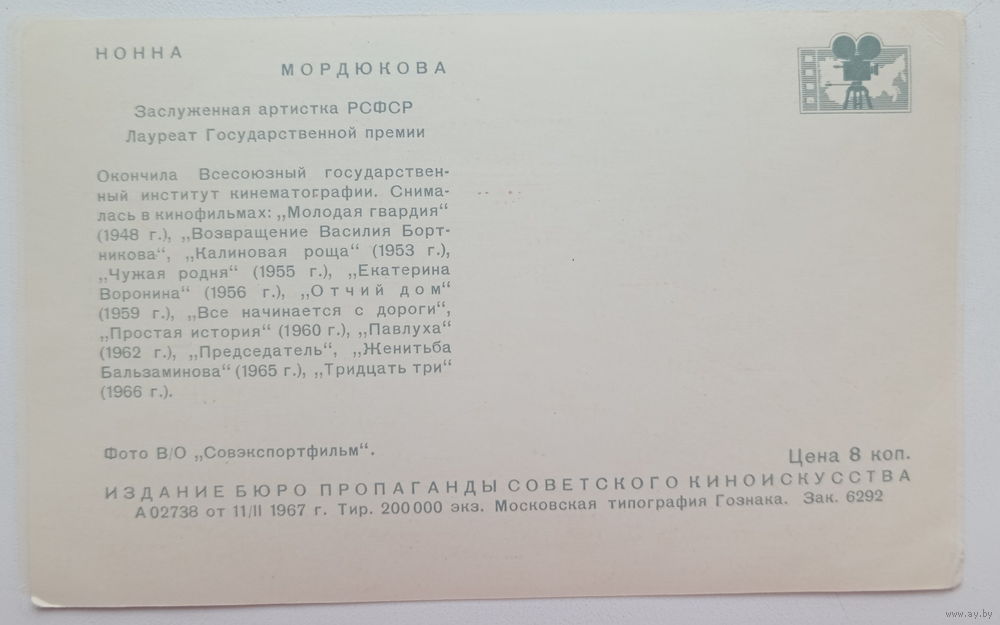 НОННА
МОРДЮКОВА
Заслуженная артистка РСФСР
Лауреат Государственной премии
Окончила Всесоюзный государствен-
ный институт кинематографии. Снима-
лась в кинофильмах: „Молодая гвардия“
(1948 г.), „Возвращение Василия Борт-
никова“, „Калиновая роща“ (1953 г.),
„Чужая родня“ (1955 г.), „Екатерина
Воронина“ (1956 г.), „Отчий дом“
(1959 г.), „Все начинается с дороги“,
„Простая история“ (1960 г.), „Павлуха“
(1962 г.), „Председатель“, „Женитьба
Бальзаминова“ (1965 г.), „Тридцать три“
(1966 г.).
Фото В/О „Совэкспортфильм“.
Цена 8 коп.
ИЗДАНИЕ БЮРО ПРОПАГАНДЫ СОВЕТСКОГО КИНОИСКУССТВА
А02738 от 11/II 1967 г. Тир. 200000 экз. Московская типография Гознака. Зак. 6292
www.ay.by